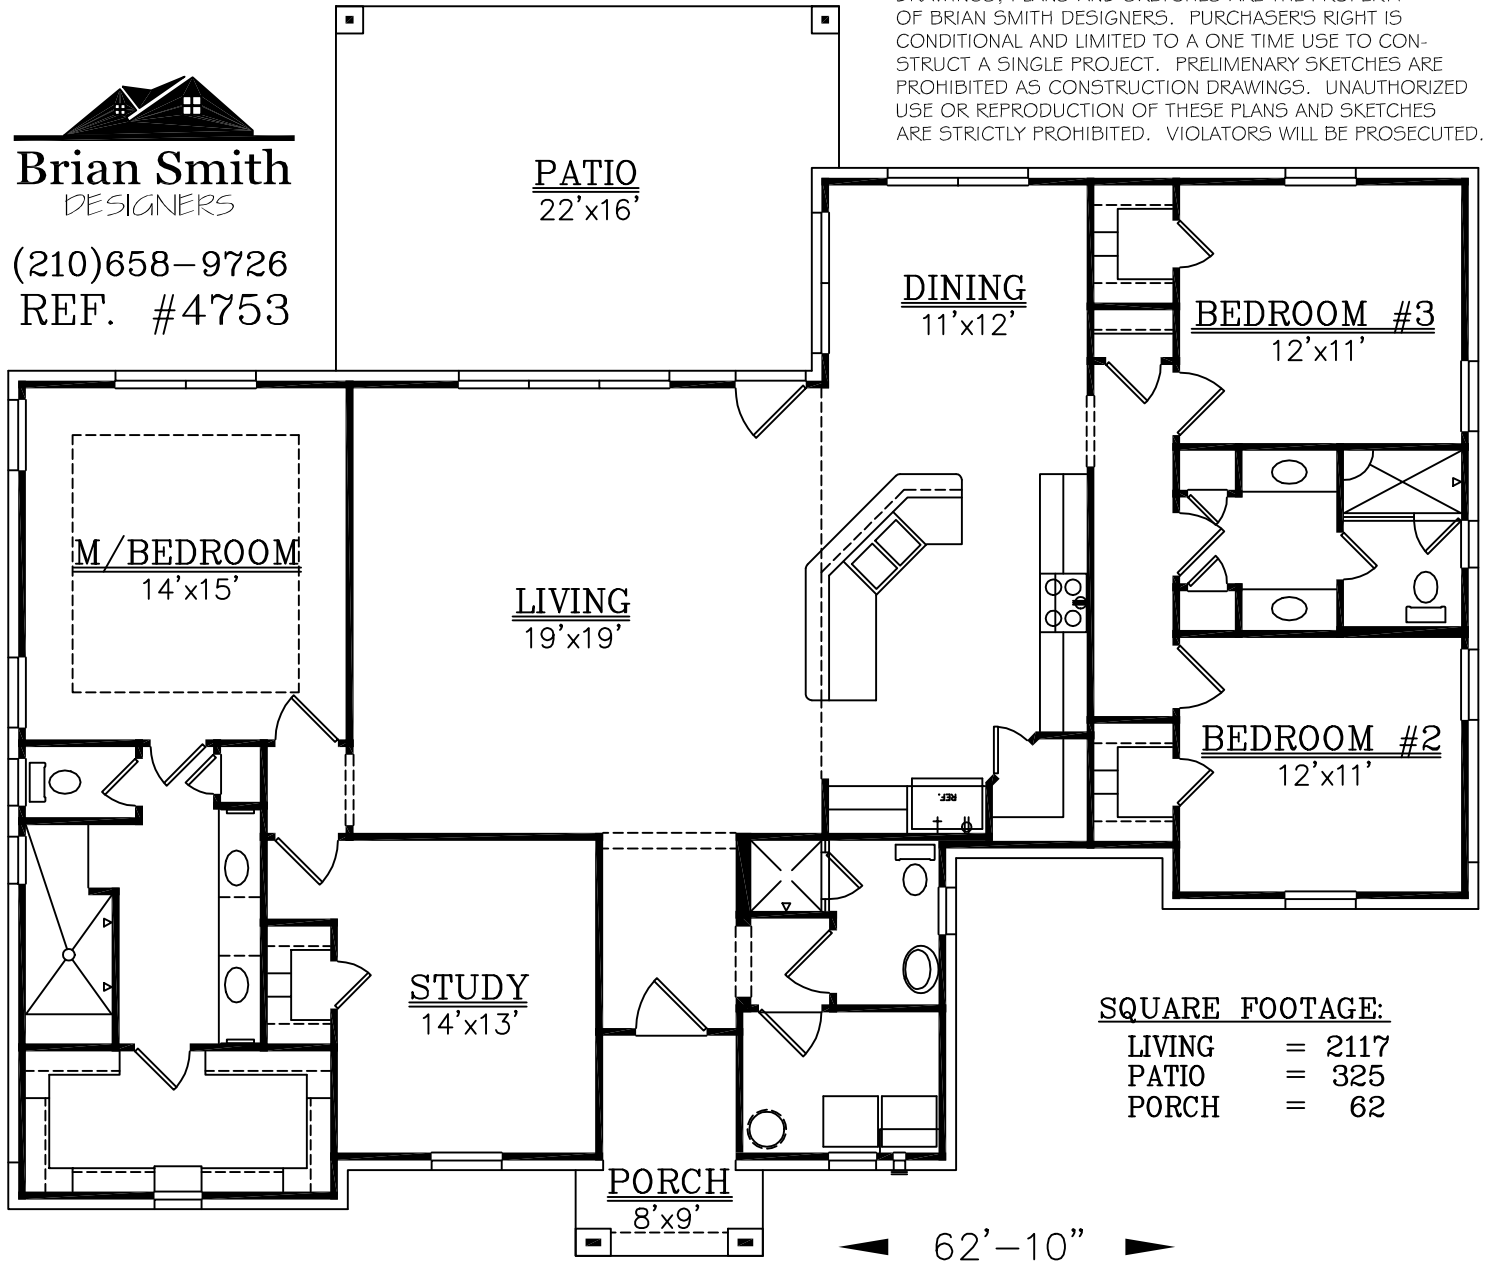 OF BRIAN SMITH DESIGNERS. PURCHASER'S RIGHT IS
CONDITIONAL AND LIMITED TO A ONE TIME USE TO CON-
STRUCT A SINGLE PROJECT. PRELIMENARY SKETCHES ARE
PROHIBITED AS CONSTRUCTION DRAWINGS. UNAUTHORIZED
USE OR REPRODUCTION OF THESE PLANS AND SKETCHES
ARE STRICTLY PROHIBITED. VIOLATORS WILL BE PROSECUTED.
Brian Smith
DESIGNERS
(210)658-9726
REF. #4753
PATIO
22'x16'
DINING
11'x12'
BEDROOM #3
12'x11'
M/BEDROOM
14'x15'
LIVING
19'x19'
BEDROOM #2
12'x11'
REF.
STUDY
14'x13'
SQUARE FOOTAGE:
LIVING = 2117
PATIO = 325
PORCH = 62
PORCH
8'x9'
62'-10"